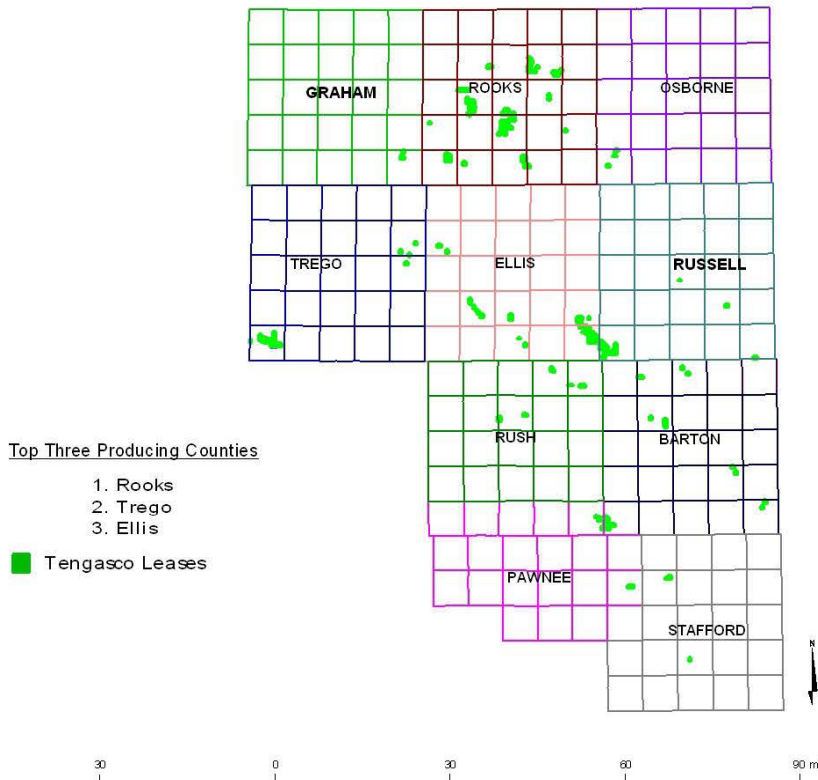 GRAHAM
ROOKS
OSBORNE
TREGO
ELLIS
RUSSELL
RUSH
BARTON
Top Three Producing Counties
1. Rooks
2. Trego
3. Ellis
Tengasco Leases
PAWNEE
STAFFORD
N
30 0 30 60 90 m